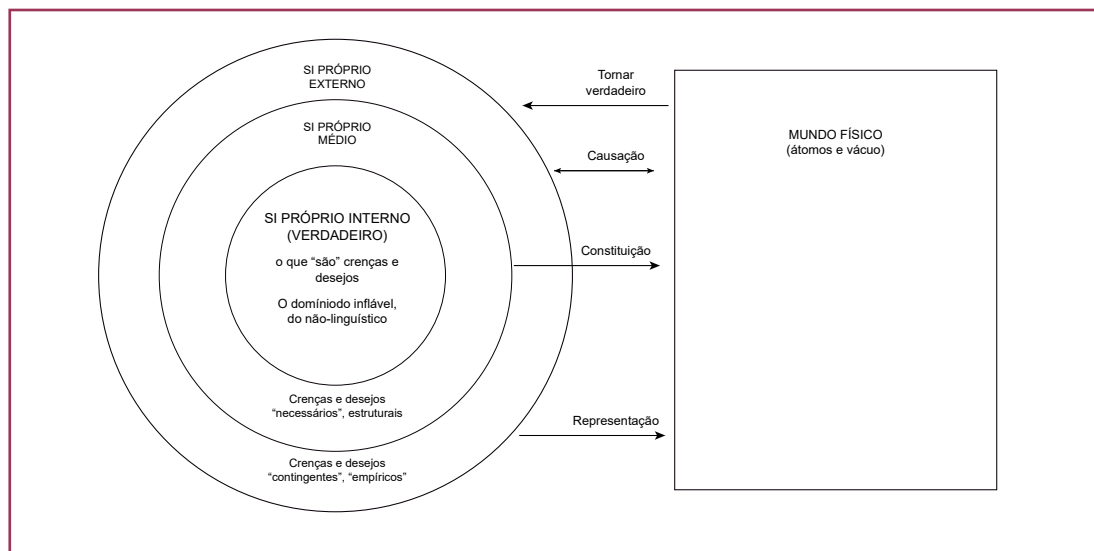 SI PRÓPRIO
EXTERNO
SI PRÓPRIO
MÉDIO
SI PRÓPRIO INTERNO
(VERDADEIRO)
o que “são” crenças e
desejos
O domíniodo inflável,
do não-linguístico
Crenças e desejos
“necessários”, estruturais
Crenças e desejos
“contingentes”, “empíricos”
Tornar
verdadeiro
Causação
Constituição
Representação
MUNDO FÍSICO
(átomos e vácuo)